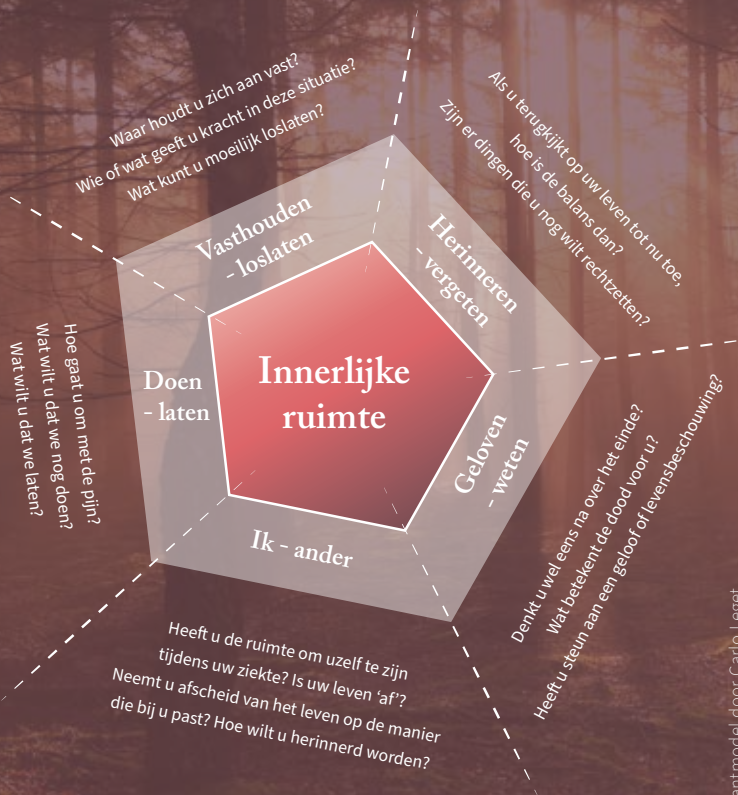 Waar houdt u zich aan vast?
Wie of wat geeft u kracht in deze situatie?
Wat kunt u moeilijk loslaten?
Als u terugkijkt op uw leven tot nu toe,
hoe is de balans dan?
Zijn er dingen die u nog wilt rechtzetten?
Vasthouden
- loslaten
Herinneren
- vergeten
Hoe gaat u om met de pijn?
Wat wilt u dat we nog doen?
Wat wilt u dat we laten?
Doen
- laten
Innerlijke
ruimte
Geloven
- weten
Denkt u wel eens na over het einde?
Wat betekent de dood voor u?
Heeft u steun aan een geloof of levensbeschouwing?
Ik - ander
Heeft u de ruimte om uzelf te zijn
tijdens uw ziekte? Is uw leven ‘af’?
Neemt u afscheid van het leven op de manier
die bij u past? Hoe wilt u herinnerd worden?
door Carlo Leget